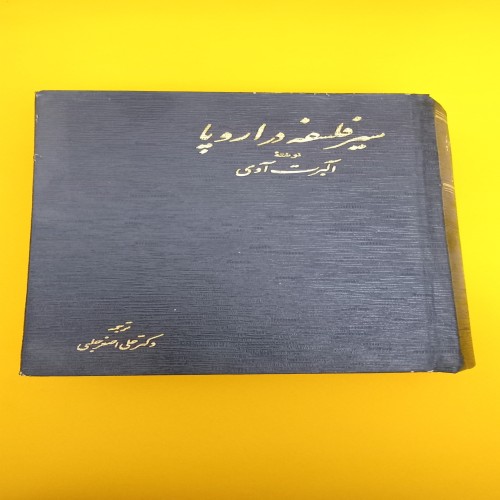 سیر فلسفه در اروپا
نوشتهٔ
آلبرت آوی
ترجمهٔ
دکتر علی اصغر حلبی